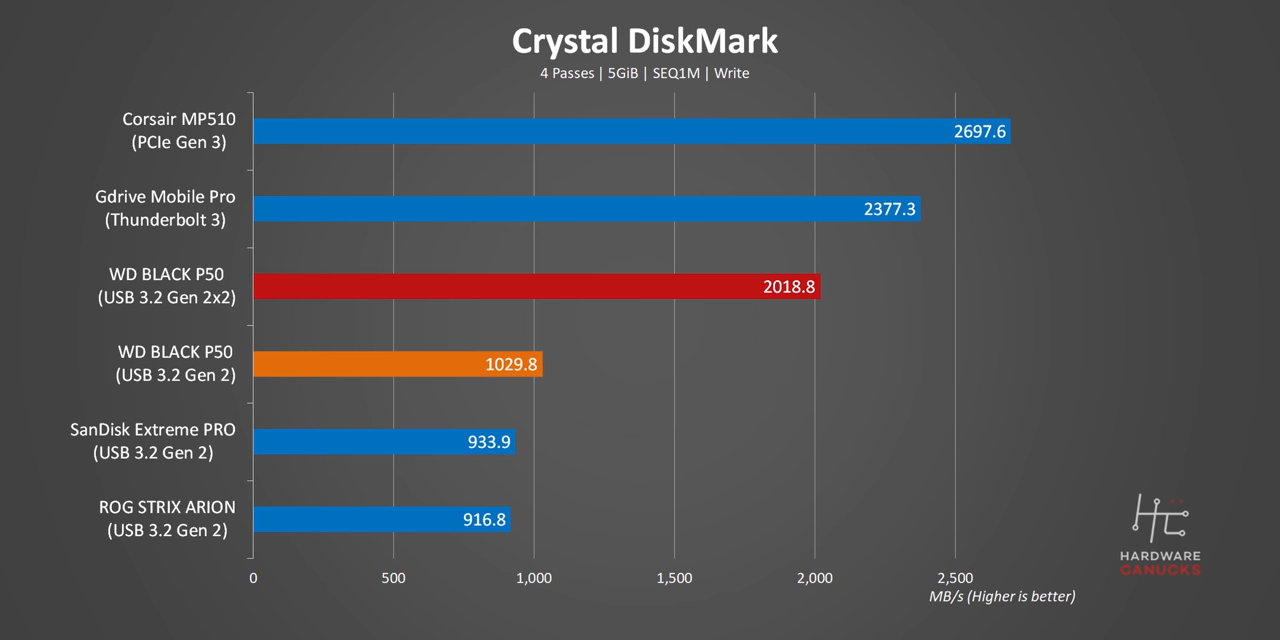 Crystal DiskMark
4 Passes | 5GiB | SEQ1M | Write
Corsair MP510
(PCIe Gen 3)
2697.6
Gdrive Mobile Pro
(Thunderbolt 3)
2377.3
WD BLACK P50
(USB 3.2 Gen 2x2)
2018.8
WD BLACK P50
(USB 3.2 Gen 2)
1029.8
SanDisk Extreme PRO
(USB 3.2 Gen 2)
933.9
ROG STRIX ARION
(USB 3.2 Gen 2)
916.8
0 500 1,000 1,500 2,000 2,500
MB/s (Higher is better)
HARDWARE
CANUCKS